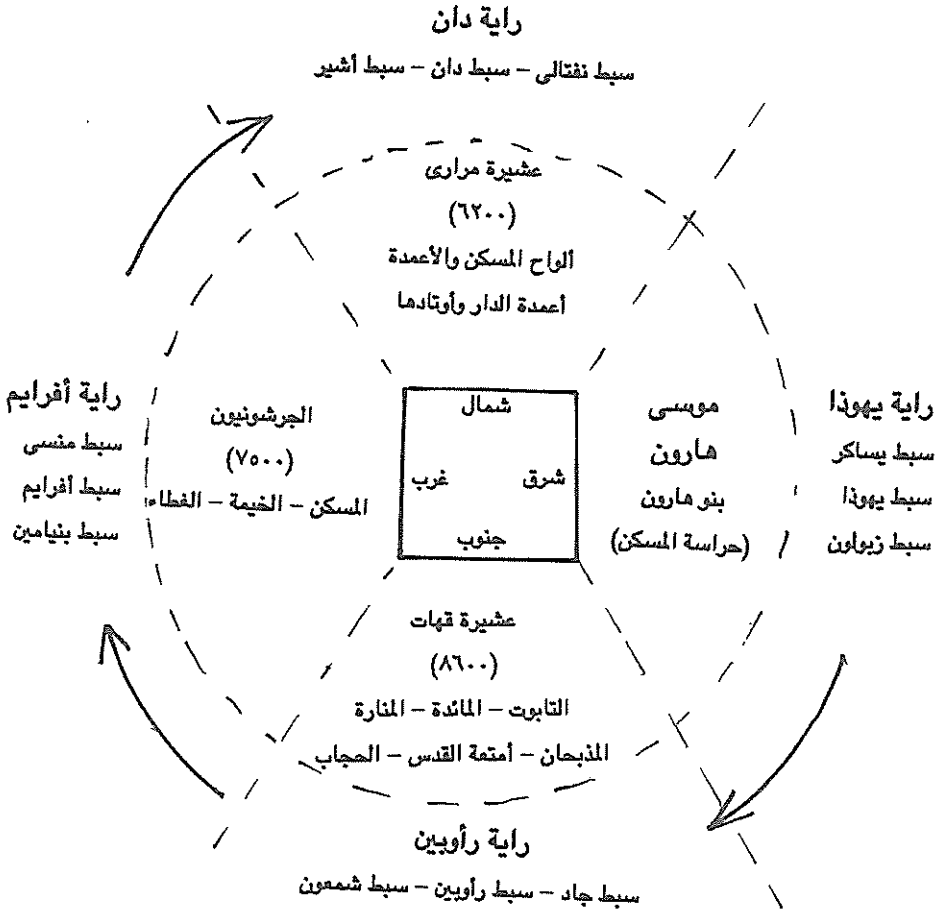 راية دان
سبط نفتالى – سبط دان – سبط أشير
عشيرة مرارى
(٦٢٠٠)
ألواح المسكن والأعمدة
أعمدة الدار وأوتادها
راية يهوذا
سبط يساكر
سبط يهوذا
سبط زبولون
موسى
هارون
بنو هارون
(حراسة المسكن)
شمال
شرق
غرب
جنوب
الجرشونيون
(٧٥٠٠)
المسكن – الخيمة – الغطاء
راية أفرايم
سبط منسى
سبط أفرايم
سبط بنيامين
عشيرة قهات
(٨٦٠٠)
التابوت – المائدة – المنارة
المذبحان – أمتعة القدس – الحجاب
راية رأوبين
سبط جاد – سبط رأوبين – سبط شمعون